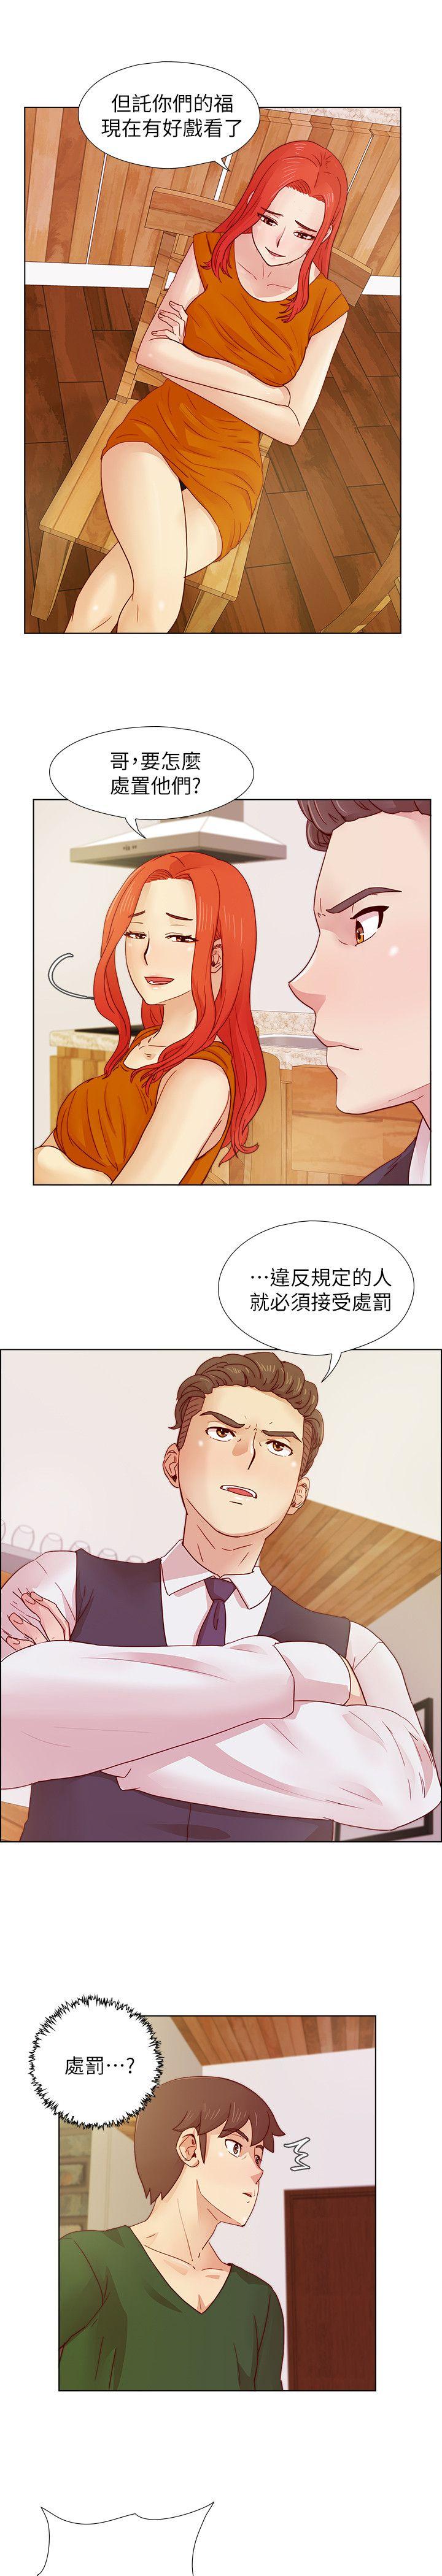 但託你們的福
現在有好戲看了
哥,要怎麼
處置他們?
…違反規定的人
就必須接受處罰
處罰…?